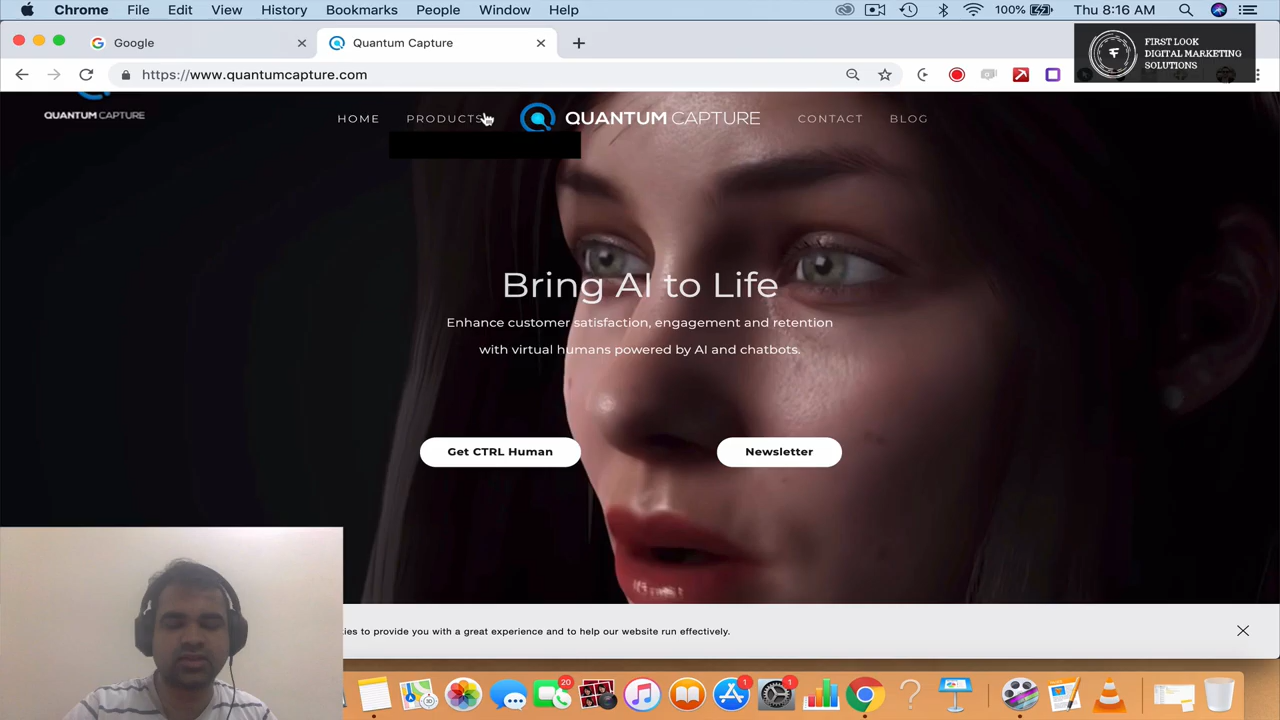 Chrome File Edit View History Bookmarks People Window Help 100% Thu 8:16 AM
Google Quantum Capture
FIRST LOOK
DIGITAL MARKETING
SOLUTIONS
https://www.quantumcapture.com
QUANTUM CAPTURE
HOME PRODUCTS QUANTUM CAPTURE CONTACT BLOG
Bring AI to Life
Enhance customer satisfaction, engagement and retention
with virtual humans powered by AI and chatbots.
Get CTRL Human Newsletter
ies to provide you with a great experience and to help our website run effectively.
20 1 1